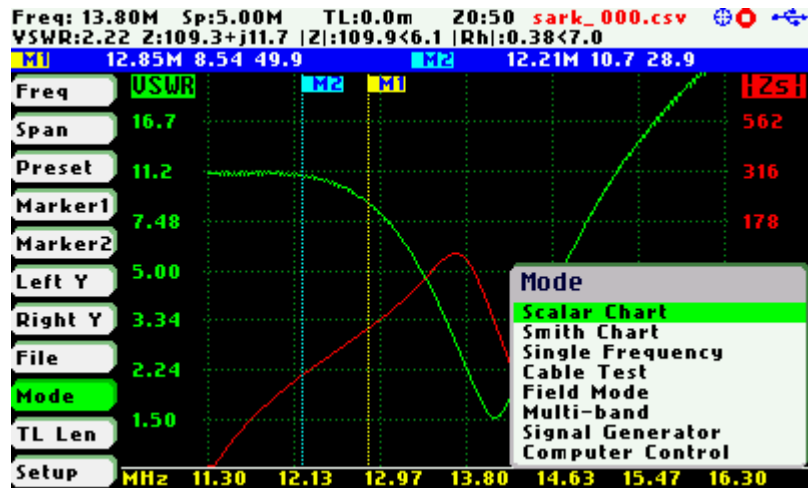 Freq: 13.80M Sp:5.00M TL:0.0m 20:50 sark_000.csv
VSWR:2.22 Z:109.3+j11.7 |Z|:109.9<6.1 |Rh|:0.38<7.0
M1 12.85M 8.54 49.9 M2 12.21M 10.7 28.9
Freq
Span
Preset
Marker1
Marker2
Left Y
Right Y
File
Mode
TL Len
Setup
VSWR M2 M1 |Zs|
16.7 562
11.2 316
7.48 178
5.00
3.34
2.24
1.50
Mode
Scalar Chart
Smith Chart
Single Frequency
Cable Test
Field Mode
Multi-band
Signal Generator
Computer Control
MHz 11.30 12.13 12.97 13.80 14.63 15.47 16.30